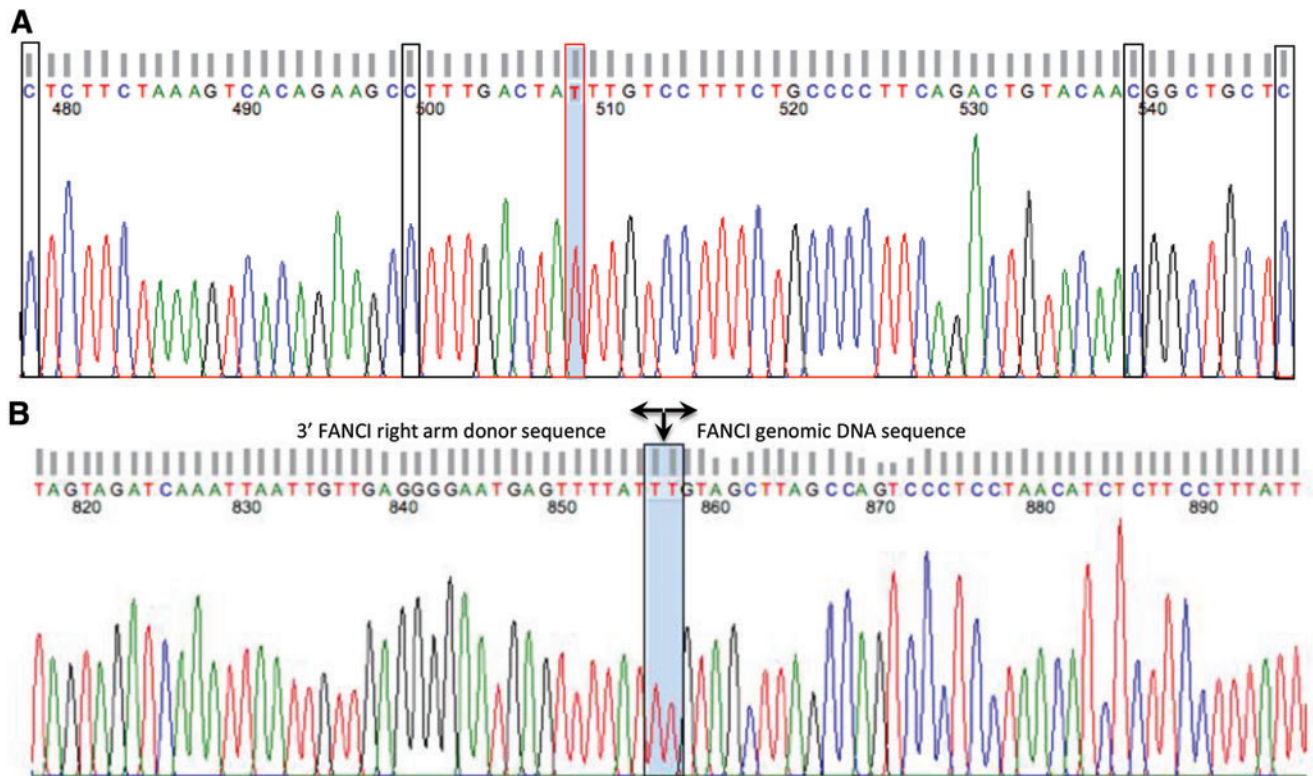 A
CTCTTCTAAAGTCACAGAAGCCTTTGACTATTTGTCCTTTCTGCCCCTTCAGACTGTACAACGGCTGCTC
480 490 500 510 520 530 540
B
3' FANCI right arm donor sequence FANCI genomic DNA sequence
TAGTAGATCAAATTAATTGTTGAGGGGAATGAGTTTTATTTGTAGCTTAGCCAGTCCCTCCTAACATCTCTTCCTTTATT
820 830 840 850 860 870 880 890